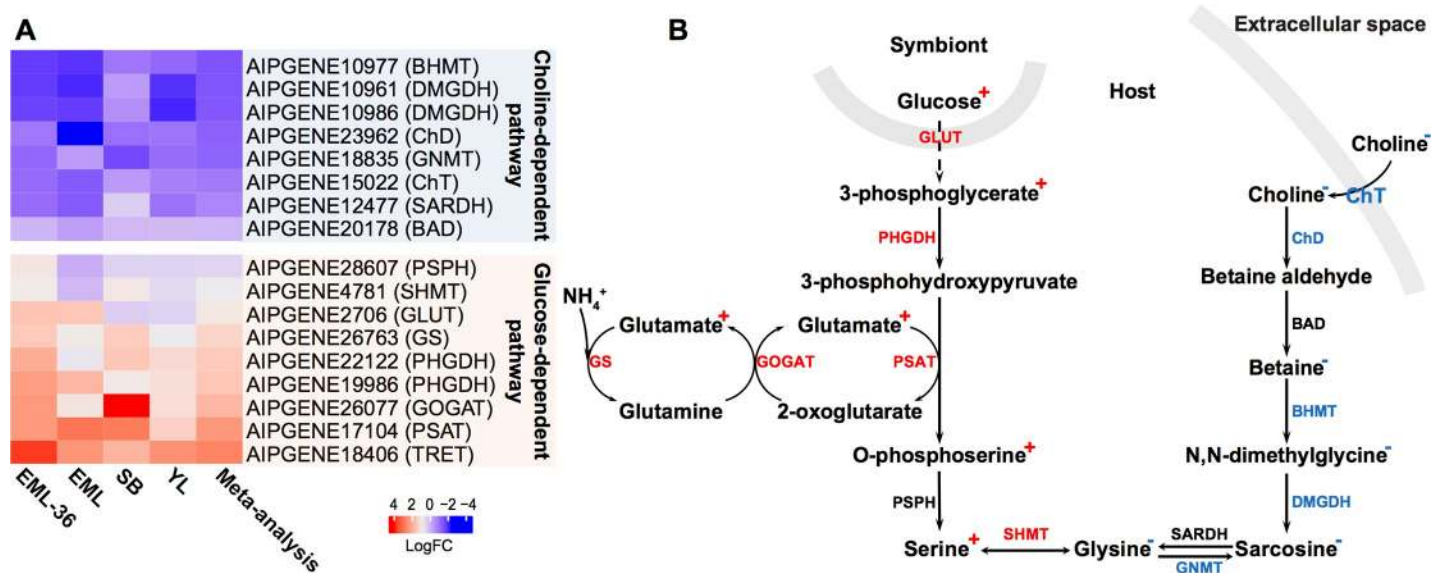 A
AIPGENE10977 (BHMT)
AIPGENE10961 (DMGDH)
AIPGENE10986 (DMGDH)
AIPGENE23962 (ChD)
AIPGENE18835 (GNMT)
AIPGENE15022 (ChT)
AIPGENE12477 (SARDH)
AIPGENE20178 (BAD)
Choline-dependent
pathway
AIPGENE28607 (PSPH)
AIPGENE4781 (SHMT)
AIPGENE2706 (GLUT)
AIPGENE26763 (GS)
AIPGENE22122 (PHGDH)
AIPGENE19986 (PHGDH)
AIPGENE26077 (GOGAT)
AIPGENE17104 (PSAT)
AIPGENE18406 (TRET)
Glucose-dependent
pathway
EML-36
EML
SB
YL
Meta-analysis
4 2 0 −2 −4
LogFC
B
Symbiont
Extracellular space
Host
Glucose+
GLUT
Choline-
3-phosphoglycerate+
Choline-
ChT
PHGDH
ChD
3-phosphohydroxypyruvate
Betaine aldehyde
NH4+
Glutamate+
Glutamate+
BAD
GS
GOGAT
PSAT
Betaine-
Glutamine
2-oxoglutarate
BHMT
O-phosphoserine+
N,N-dimethylglycine-
PSPH
DMGDH
Serine+
SHMT
Glysine-
SARDH
GNMT
Sarcosine-